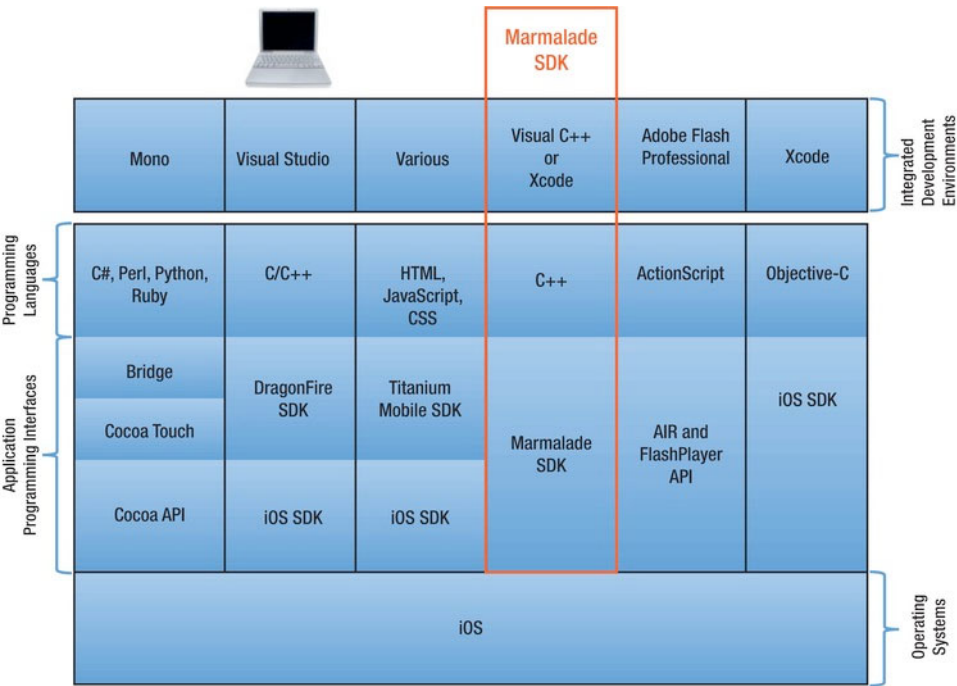 Marmalade
SDK
Mono
Visual Studio
Various
Visual C++
or
Xcode
Adobe Flash
Professional
Xcode
Integrated
Development
Environments
Programming
Languages
C#, Perl, Python,
Ruby
C/C++
HTML,
JavaScript,
CSS
C++
ActionScript
Objective-C
Application
Programming Interfaces
Bridge
Cocoa Touch
Cocoa API
DragonFire
SDK
iOS SDK
Titanium
Mobile SDK
iOS SDK
Marmalade
SDK
AIR and
FlashPlayer
API
iOS SDK
iOS
Operating
Systems